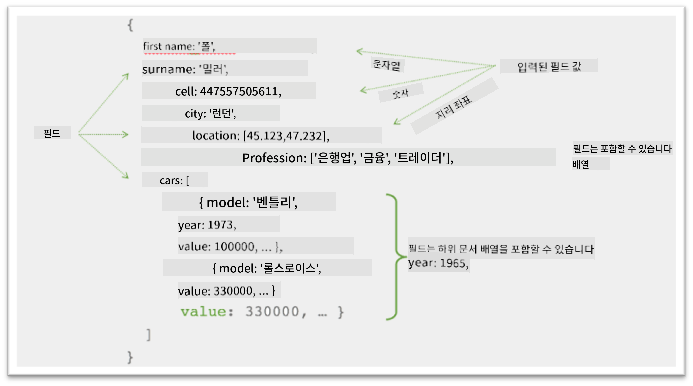 {
first name: '폴',
surname: '밀러',
cell: 447557505611,
city: '런던',
location: [45.123,47.232],
Profession: ['은행업', '금융', '트레이더'],
cars: [
{ model: '벤틀리',
year: 1973,
value: 100000, ... },
{ model: '롤스로이스',
value: 330000, ... }
value: 330000, … }
]
}
필드
문자열
숫자
지리 좌표
입력된 필드 값
필드는 포함할 수 있습니다
배열
필드는 하위 문서 배열을 포함할 수 있습니다
year: 1965,